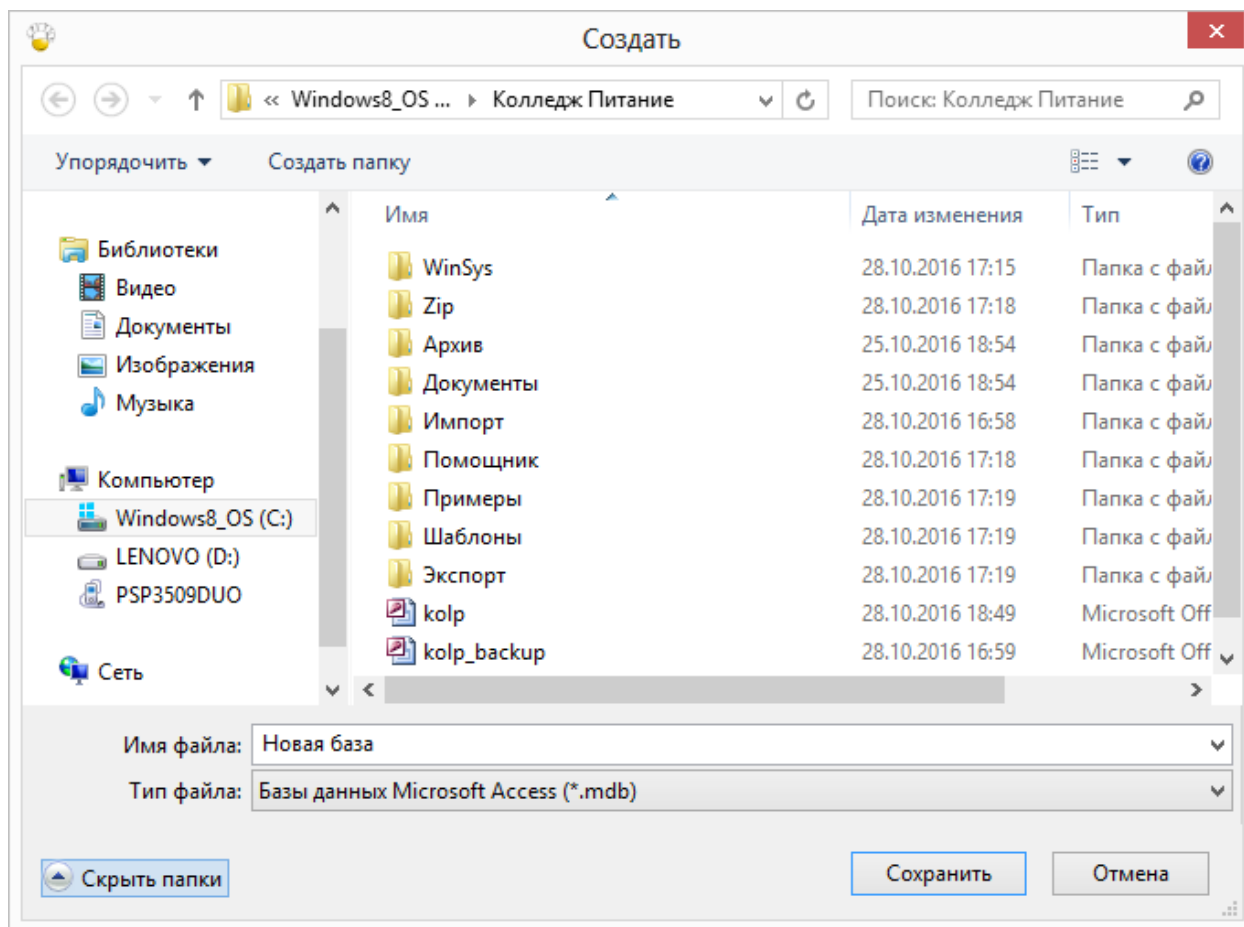 Создать
« Windows8_OS ... Колледж Питание Поиск: Колледж Питание
Упорядочить Создать папку
Имя Дата изменения Тип
Библиотеки
Видео
Документы
Изображения
Музыка
Компьютер
Windows8_OS (C:)
LENOVO (D:)
PSP3509DUO
Сеть
WinSys 28.10.2016 17:15 Папка с файл
Zip 28.10.2016 17:18 Папка с файл
Архив 25.10.2016 18:54 Папка с файл
Документы 25.10.2016 18:54 Папка с файл
Импорт 28.10.2016 16:58 Папка с файл
Помощник 28.10.2016 17:18 Папка с файл
Примеры 28.10.2016 17:19 Папка с файл
Шаблоны 28.10.2016 17:19 Папка с файл
Экспорт 28.10.2016 17:19 Папка с файл
kolp 28.10.2016 18:49 Microsoft Off
kolp_backup 28.10.2016 16:59 Microsoft Off
Имя файла: Новая база
Тип файла: Базы данных Microsoft Access (*.mdb)
Скрыть папки Сохранить Отмена